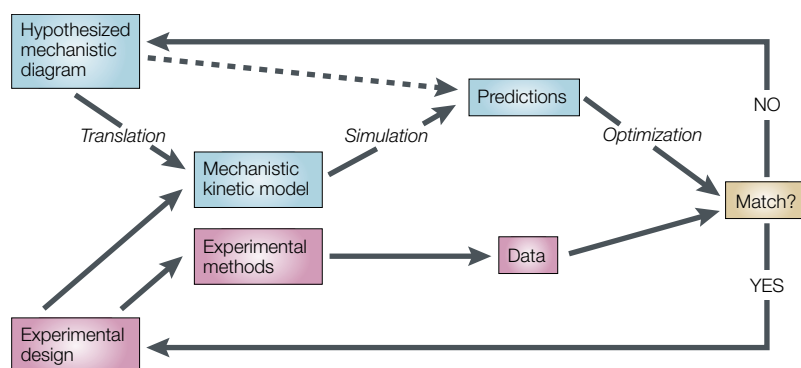 Hypothesized
mechanistic
diagram
Predictions
NO
Translation
Simulation
Optimization
Mechanistic
kinetic model
Match?
Experimental
methods
Data
YES
Experimental
design